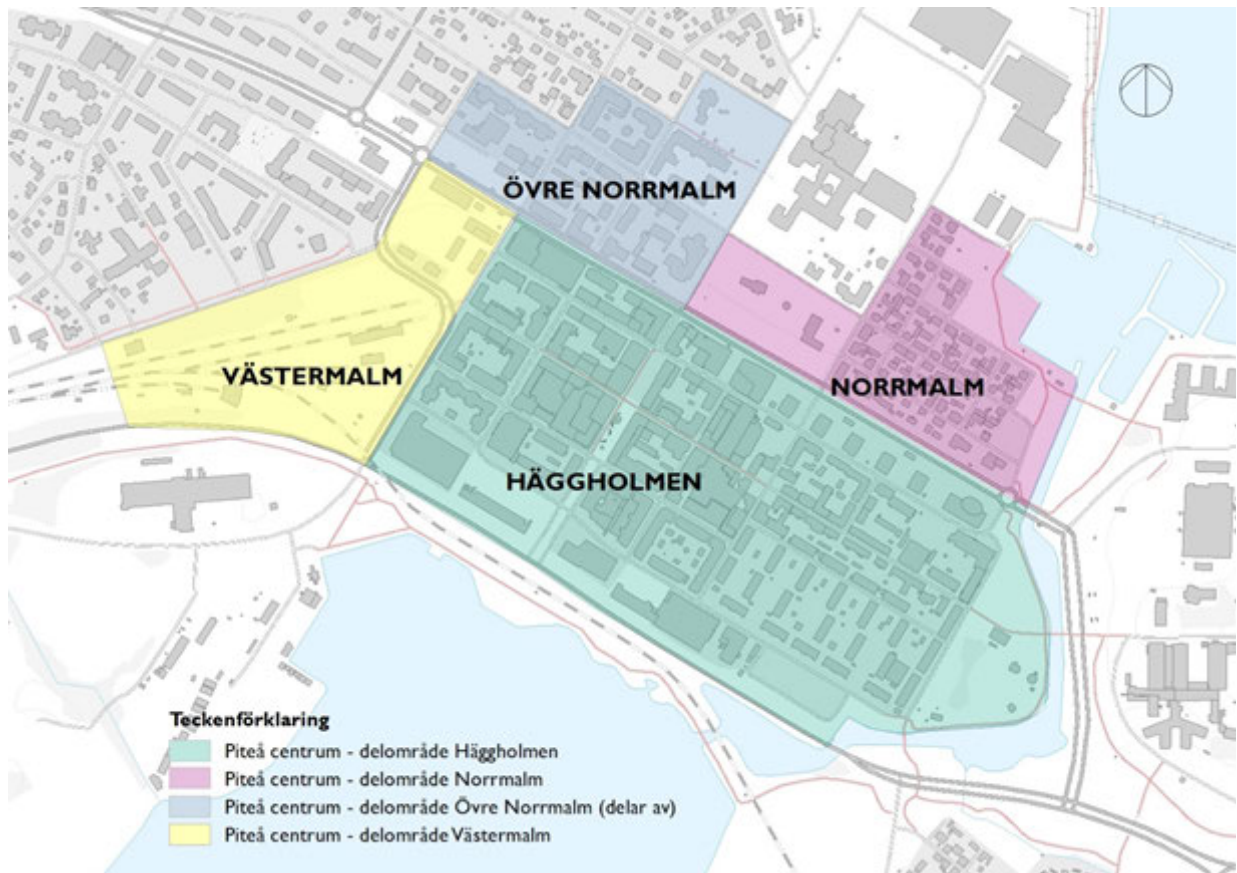 ÖVRE NORRMALM
VÄSTERMALM
NORRMALM
HÄGGHOLMEN
Teckenförklaring
Piteå centrum - delområde Häggholmen
Piteå centrum - delområde Norrmalm
Piteå centrum - delområde Övre Norrmalm (delar av)
Piteå centrum - delområde Västermalm